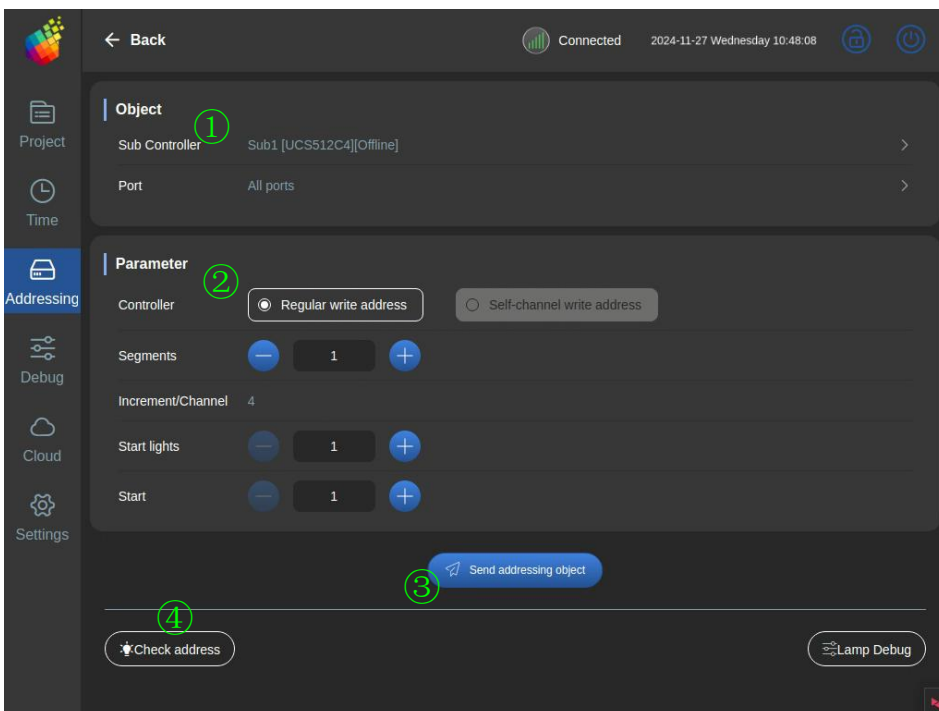 ← Back Connected 2024-11-27 Wednesday 10:48:08
Project
Time
Addressing
Debug
Cloud
Settings
Object
①
Sub Controller Sub1 [UCS512C4][Offline]
Port All ports
Parameter
②
Controller Regular write address Self-channel write address
Segments 1
Increment/Channel 4
Start lights 1
Start 1
③ Send addressing object
④
Check address Lamp Debug